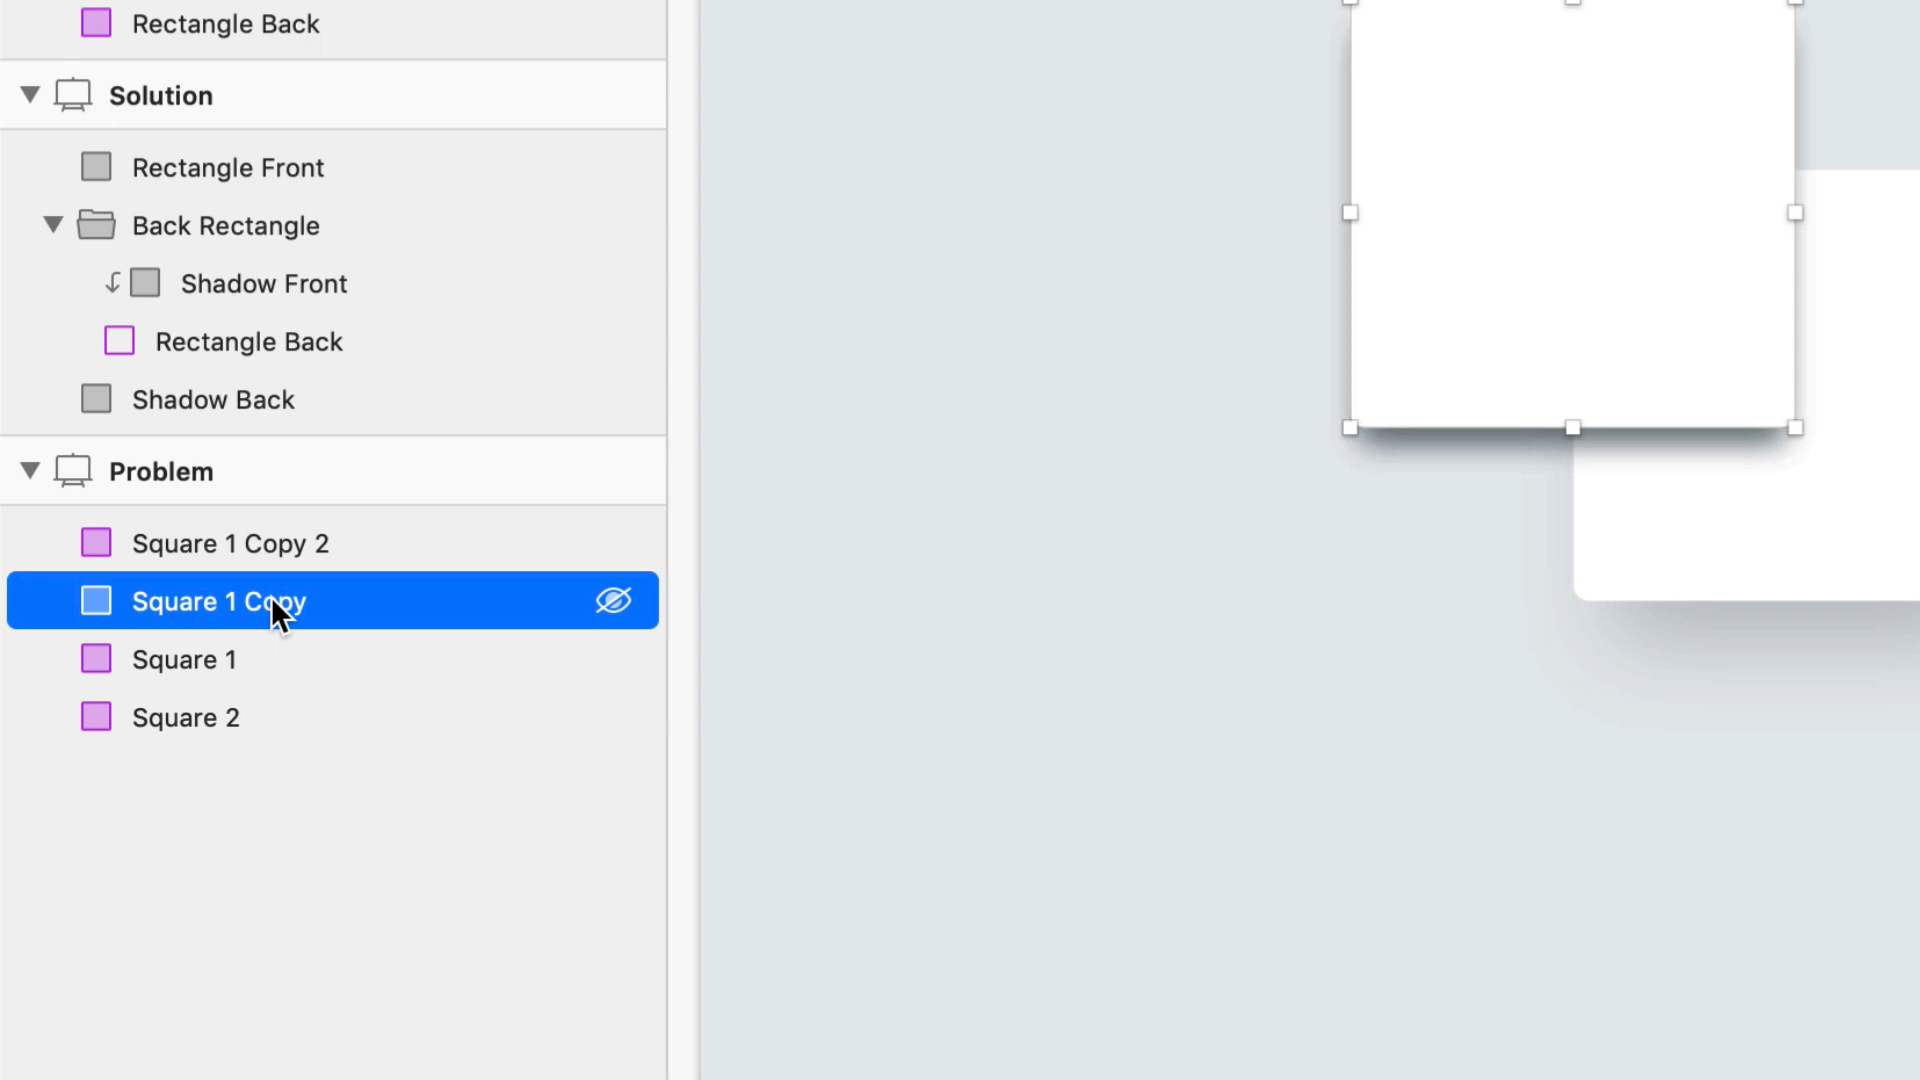 Rectangle Back
Solution
Rectangle Front
Back Rectangle
Shadow Front
Rectangle Back
Shadow Back
Problem
Square 1 Copy 2
Square 1 Copy
Square 1
Square 2